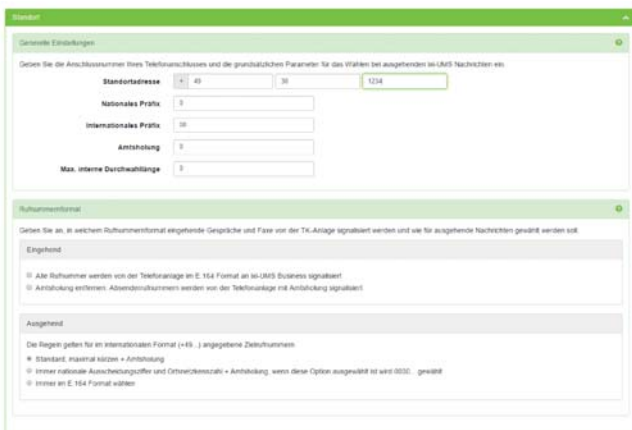 Standort
Generelle Einstellungen
Geben Sie die Anschlussnummer Ihres Telefonanschlusses und die grundsätzlichen Parameter für das Wählen bei ausgehenden ixi-UMS Nachrichten ein.
Standortadresse + 49 30 1234
Nationales Präfix 0
Internationales Präfix 00
Amtsholung 0
Max. interne Durchwahllänge
Rufnummernformat
Geben Sie an, in welchem Rufnummernformat eingehende Gespräche und Faxe von der TK-Anlage signalisiert werden und wie für ausgehende Nachrichten gewählt werden soll.
Eingehend
Alle Rufnummer werden von der Telefonanlage im E.164 Format an ixi-UMS Business signalisiert
Amtsholung entfernen: Absenderrufnummern werden von der Telefonanlage mit Amtsholung signalisiert
Ausgehend
Die Regeln gelten für im internationalen Format (+49...) angegebene Zielrufnummern
Standard, maximal kürzen + Amtsholung
Immer nationale Ausscheidungsziffer und Ortsnetzkennzahl + Amtsholung, wenn diese Option ausgewählt ist wird 0030... gewählt
Immer im E.164 Format wählen